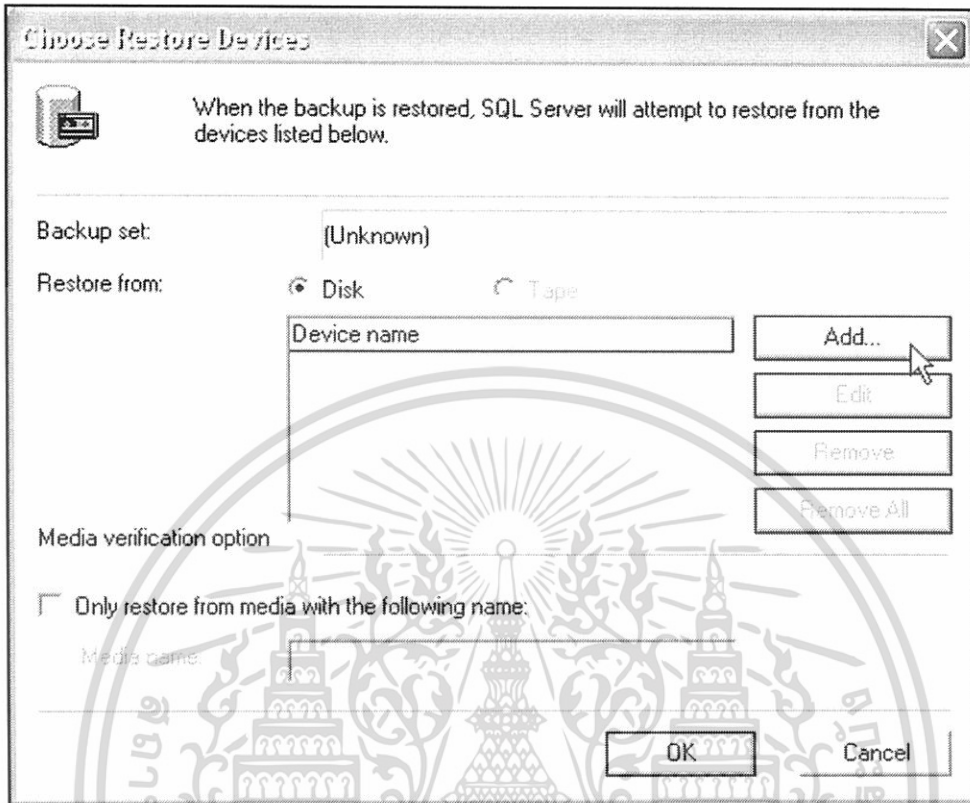 Choose Restore Devices
When the backup is restored, SQL Server will attempt to restore from the
devices listed below.
Backup set:
(Unknown)
Restore from:
Disk
Tape
Device name
Add...
Edit
Remove
Remove All
Media verification option
Only restore from media with the following name:
Media name:
OK
Cancel